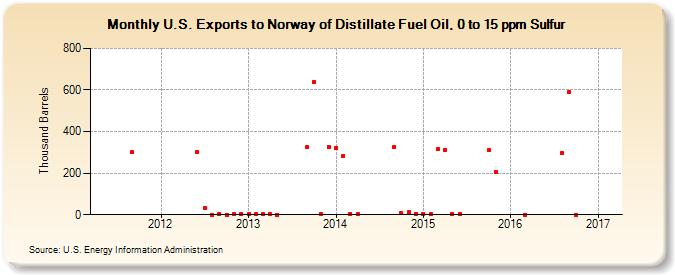 Monthly U.S. Exports to Norway of Distillate Fuel Oil, 0 to 15 ppm Sulfur
Thousand Barrels
800
600
400
200
0
2012 2013 2014 2015 2016 2017
Source: U.S. Energy Information Administration